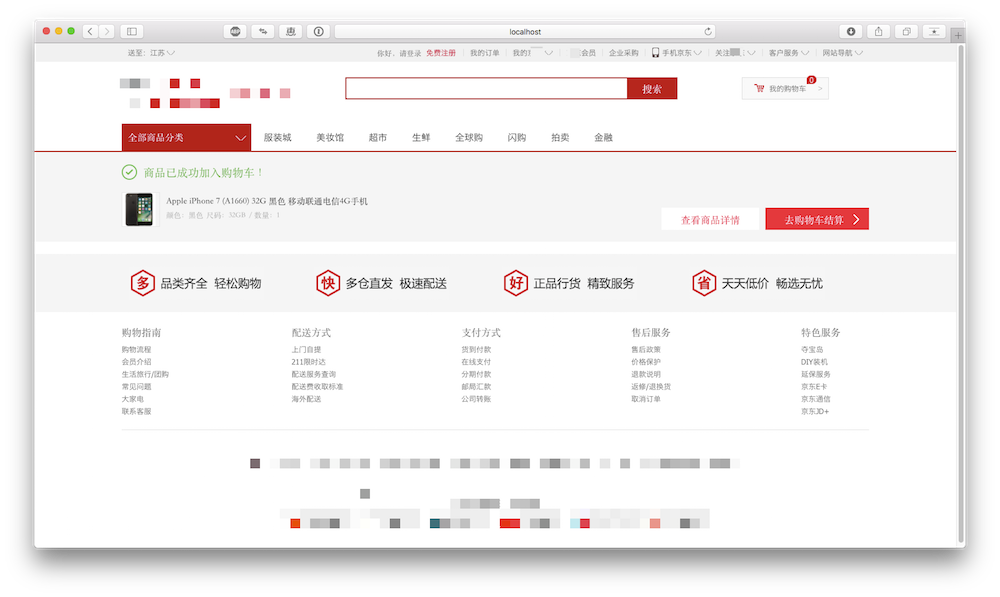 localhost
送至：江苏
你好，请登录 免费注册 我的订单 我的 会员 企业采购 手机京东 关注 客户服务 网站导航
搜索
0
我的购物车 >
全部商品分类 服装城 美妆馆 超市 生鲜 全球购 闪购 拍卖 金融
商品已成功加入购物车！
Apple iPhone 7 (A1660) 32G 黑色 移动联通电信4G手机
颜色：黑色 尺码：32GB / 数量：1
查看商品详情 去购物车结算
多 品类齐全 轻松购物 快 多仓直发 极速配送 好 正品行货 精致服务 省 天天低价 畅选无忧
购物指南 配送方式 支付方式 售后服务 特色服务
购物流程 上门自提 货到付款 售后政策 夺宝岛
会员介绍 211限时达 在线支付 价格保护 DIY装机
生活旅行/团购 配送服务查询 分期付款 退款说明 延保服务
常见问题 配送费收取标准 邮局汇款 返修/退换货 京东E卡
大家电 海外配送 公司转账 取消订单 京东通信
联系客服 京东JD+